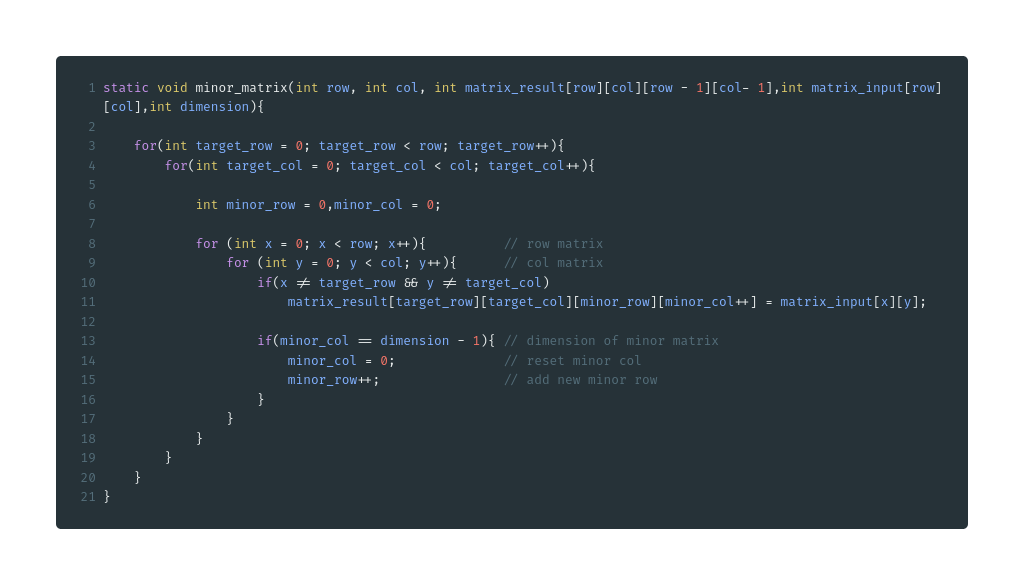 1 static void minor_matrix(int row, int col, int matrix_result[row][col][row - 1][col- 1],int matrix_input[row]
[col],int dimension){
2
3 for(int target_row = 0; target_row < row; target_row++){
4 for(int target_col = 0; target_col < col; target_col++){
5
6 int minor_row = 0,minor_col = 0;
7
8 for (int x = 0; x < row; x++){ // row matrix
9 for (int y = 0; y < col; y++){ // col matrix
10 if(x != target_row && y != target_col)
11 matrix_result[target_row][target_col][minor_row][minor_col++] = matrix_input[x][y];
12
13 if(minor_col == dimension - 1){ // dimension of minor matrix
14 minor_col = 0; // reset minor col
15 minor_row++; // add new minor row
16 }
17 }
18 }
19 }
20 }
21 }